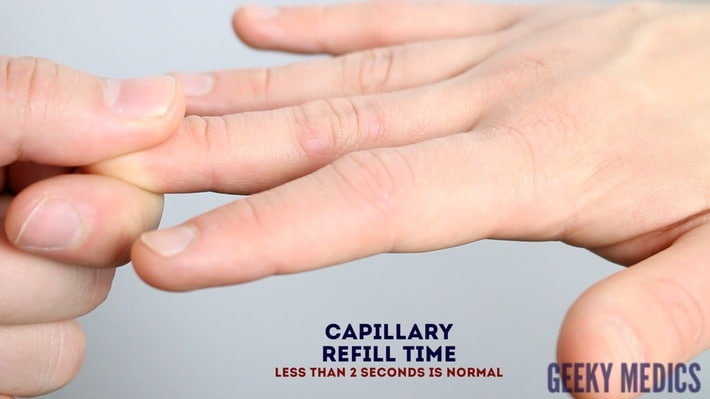 CAPILLARY
REFILL TIME
LESS THAN 2 SECONDS IS NORMAL
GEEKY MEDICS